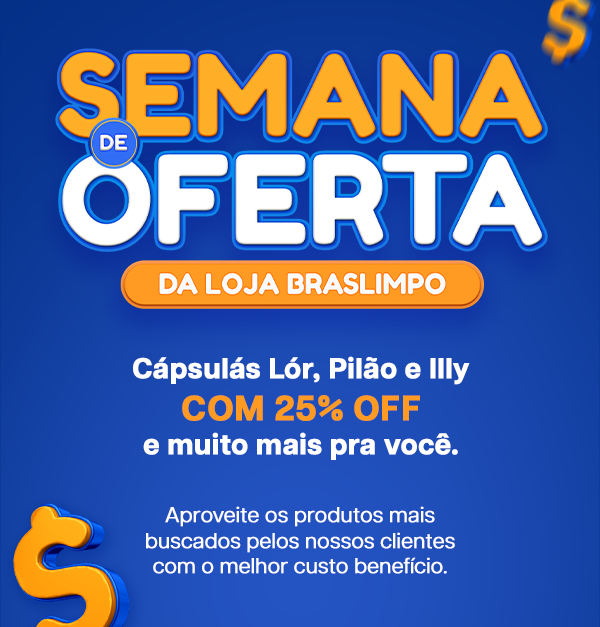 SEMANA
DE
OFERTA
DA LOJA BRASLIMPO
Cápsulás Lór, Pilão e Illy
COM 25% OFF
e muito mais pra você.
Aproveite os produtos mais
buscados pelos nossos clientes
com o melhor custo benefício.